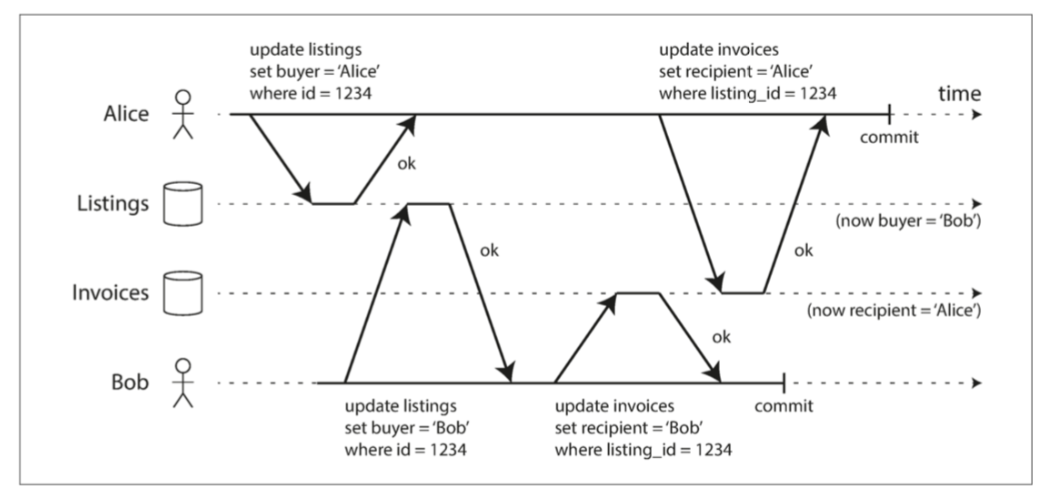 update listings
set buyer = 'Alice'
where id = 1234
update invoices
set recipient = 'Alice'
where listing_id = 1234
time
Alice
commit
ok
Listings
(now buyer = 'Bob')
ok
ok
Invoices
(now recipient = 'Alice')
ok
Bob
commit
update listings
set buyer = 'Bob'
where id = 1234
update invoices
set recipient = 'Bob'
where listing_id = 1234